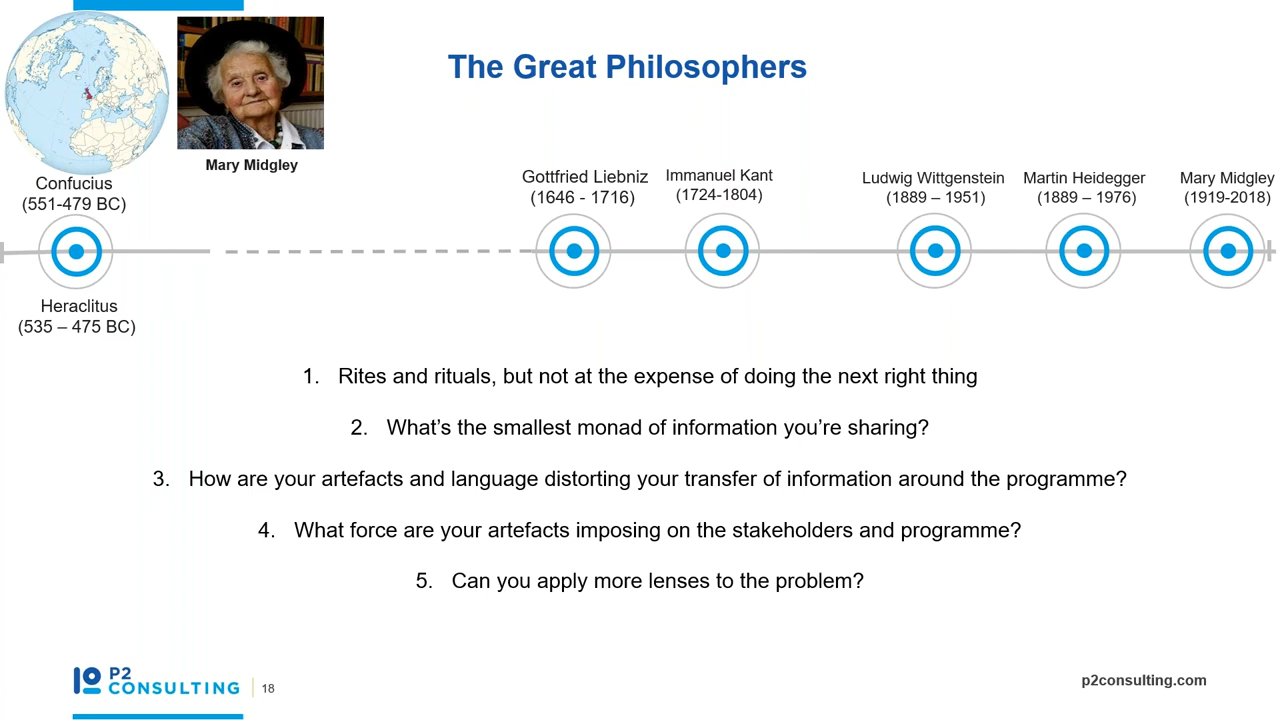 The Great Philosophers
Mary Midgley
Confucius
(551-479 BC)
Gottfried Liebniz
(1646 - 1716)
Immanuel Kant
(1724-1804)
Ludwig Wittgenstein
(1889 – 1951)
Martin Heidegger
(1889 – 1976)
Mary Midgley
(1919-2018)
Heraclitus
(535 – 475 BC)
1. Rites and rituals, but not at the expense of doing the next right thing
2. What's the smallest monad of information you're sharing?
3. How are your artefacts and language distorting your transfer of information around the programme?
4. What force are your artefacts imposing on the stakeholders and programme?
5. Can you apply more lenses to the problem?
P2
CONSULTING
18
p2consulting.com